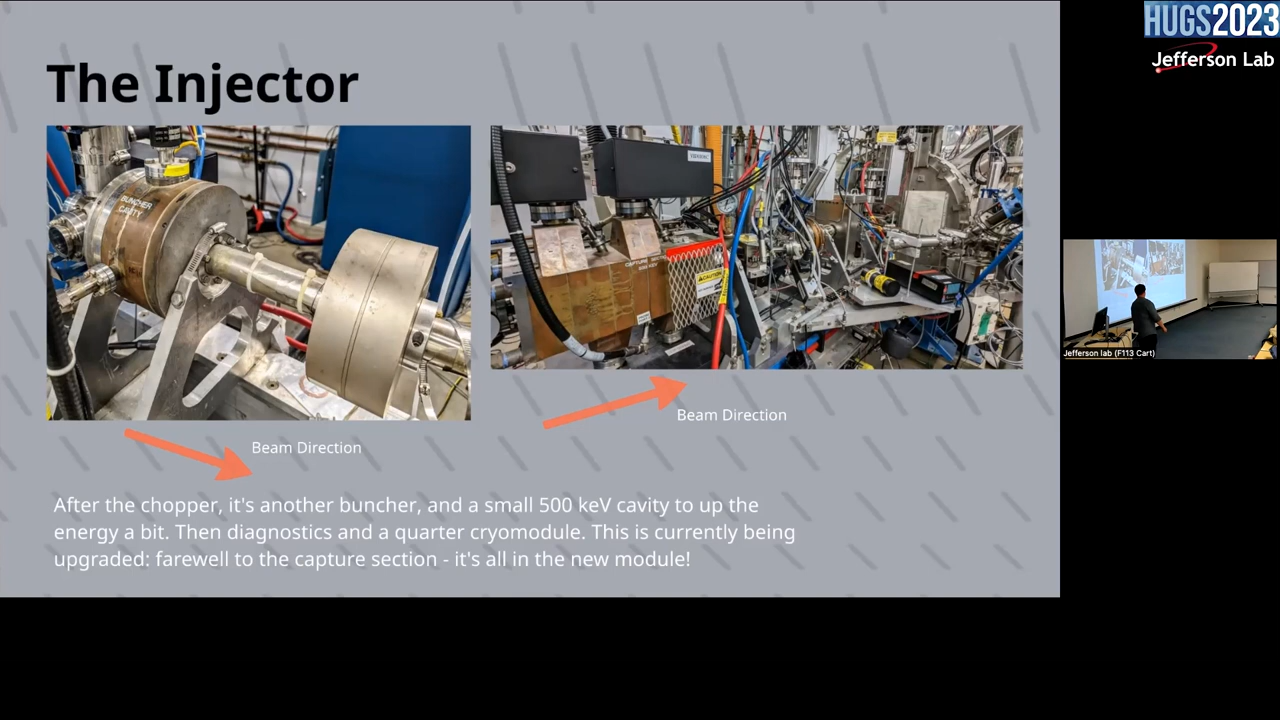 HUGS2023
Jefferson Lab
The Injector
BUNCHER
CAVITY
CAUTION
Beam Direction
Beam Direction
After the chopper, it's another buncher, and a small 500 keV cavity to up the
energy a bit. Then diagnostics and a quarter cryomodule. This is currently being
upgraded: farewell to the capture section - it's all in the new module!
Jefferson lab (F113 Cart)